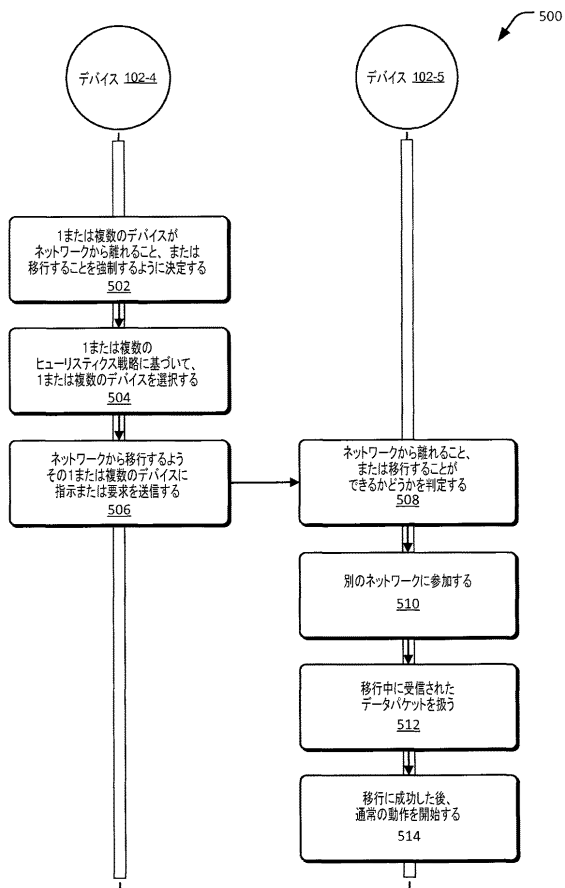 500
デバイス 102-4
デバイス 102-5
1または複数のデバイスが
ネットワークから離れること、または
移行することを強制するように決定する
502
1または複数の
ヒューリスティクス戦略に基づいて、
1または複数のデバイスを選択する
504
ネットワークから移行するよう
その1または複数のデバイスに
指示または要求を送信する
506
ネットワークから離れること、
または移行することが
できるかどうかを判定する
508
別のネットワークに参加する
510
移行中に受信された
データパケットを扱う
512
移行に成功した後、
通常の動作を開始する
514